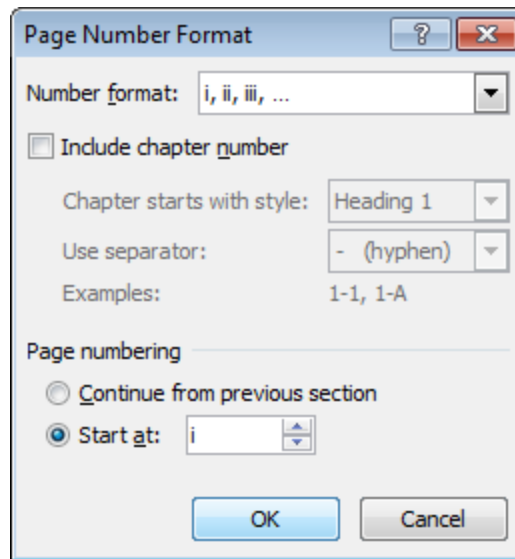 Page Number Format
Number format: i, ii, iii, ...
Include chapter number
Chapter starts with style: Heading 1
Use separator: - (hyphen)
Examples: 1-1, 1-A
Page numbering
Continue from previous section
Start at: i
OK Cancel